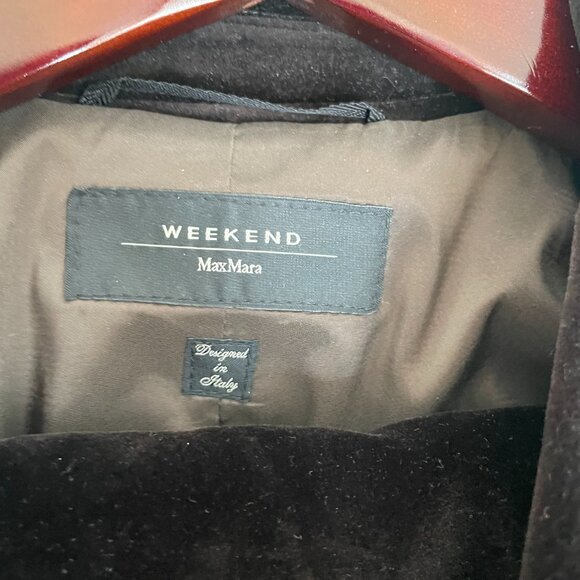 WEEKEND
MaxMara
Designed
in
Italy